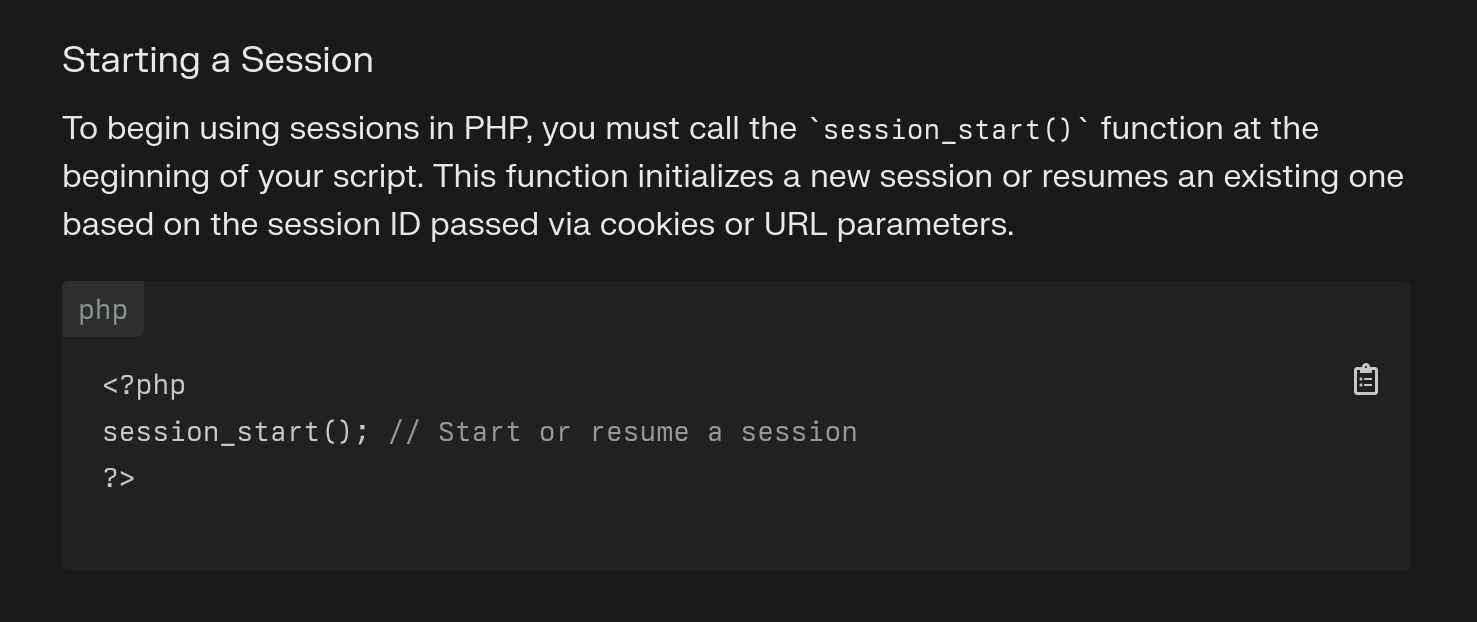 Starting a Session
To begin using sessions in PHP, you must call the `session_start()` function at the
beginning of your script. This function initializes a new session or resumes an existing one
based on the session ID passed via cookies or URL parameters.
php
<?php
session_start(); // Start or resume a session
?>